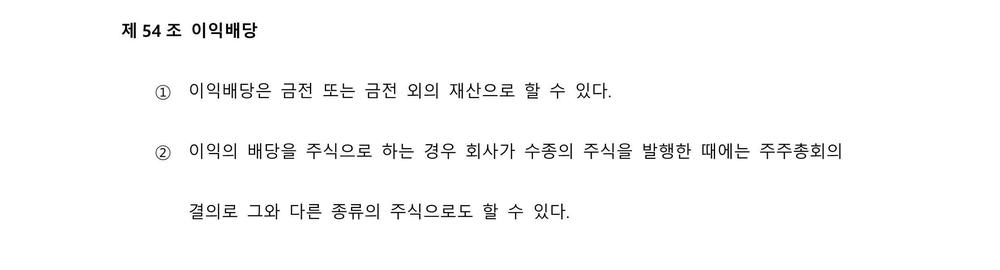 제 54 조 이익배당
① 이익배당은 금전 또는 금전 외의 재산으로 할 수 있다.
② 이익의 배당을 주식으로 하는 경우 회사가 수종의 주식을 발행한 때에는 주주총회의
결의로 그와 다른 종류의 주식으로도 할 수 있다.